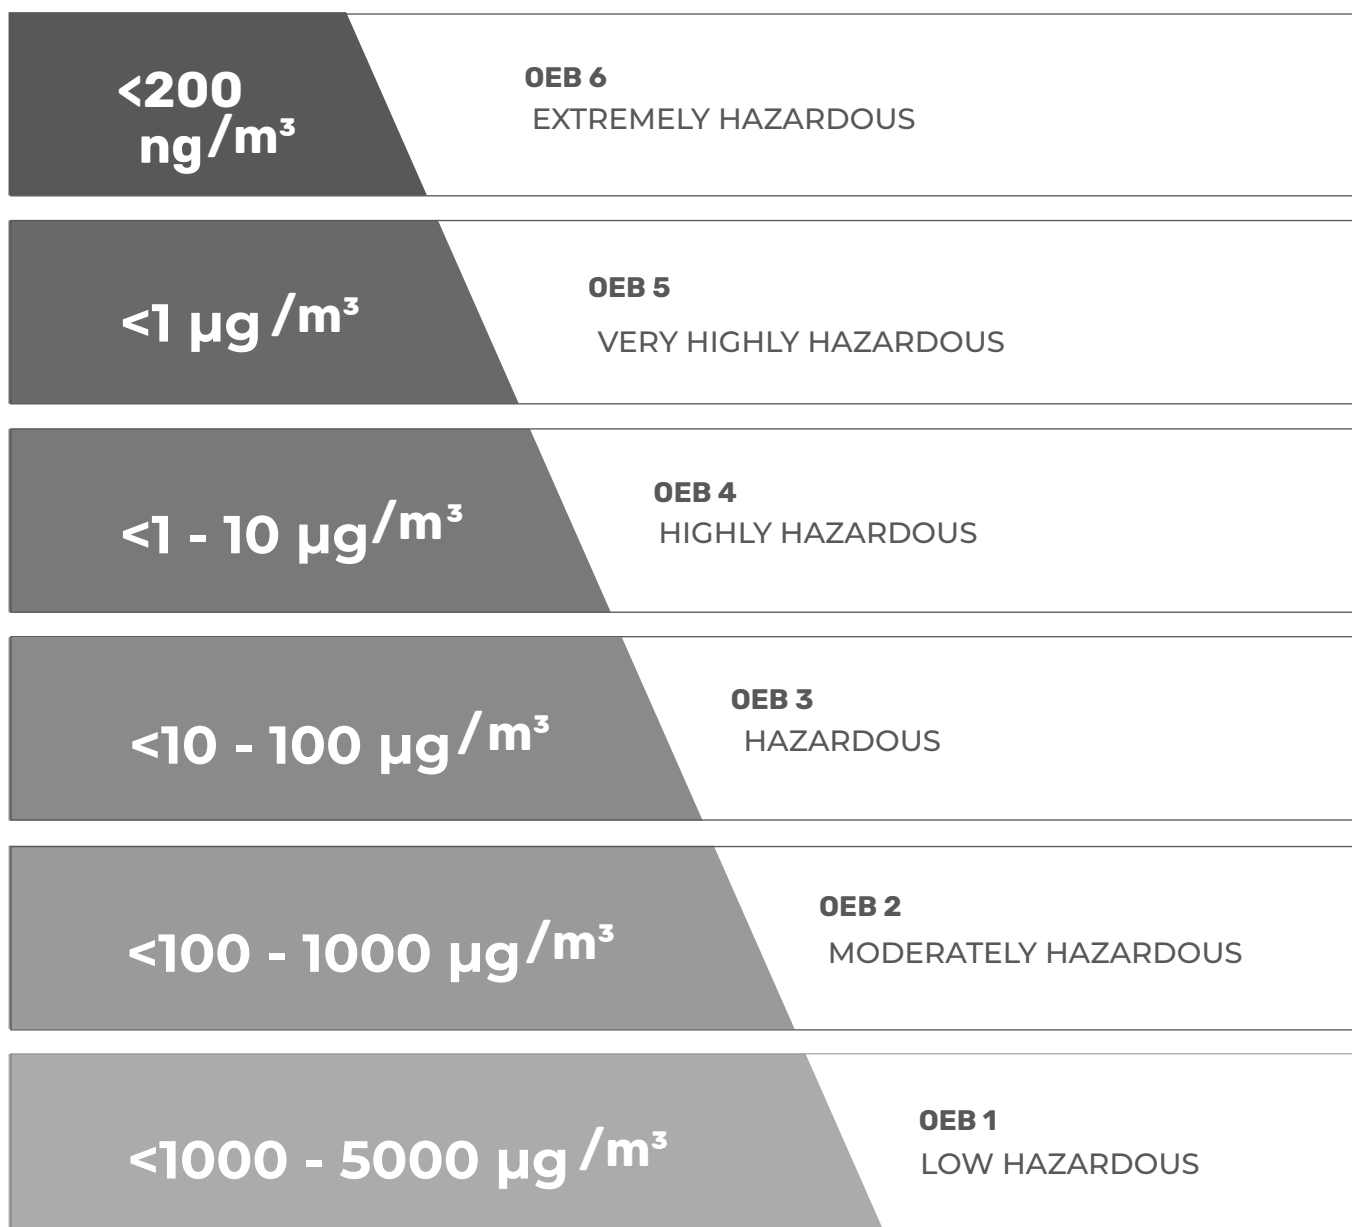 <200
ng/m³
OEB 6
EXTREMELY HAZARDOUS
<1 µg/m³
OEB 5
VERY HIGHLY HAZARDOUS
<1 - 10 µg/m³
OEB 4
HIGHLY HAZARDOUS
<10 - 100 µg/m³
OEB 3
HAZARDOUS
<100 - 1000 µg/m³
OEB 2
MODERATELY HAZARDOUS
<1000 - 5000 µg/m³
OEB 1
LOW HAZARDOUS